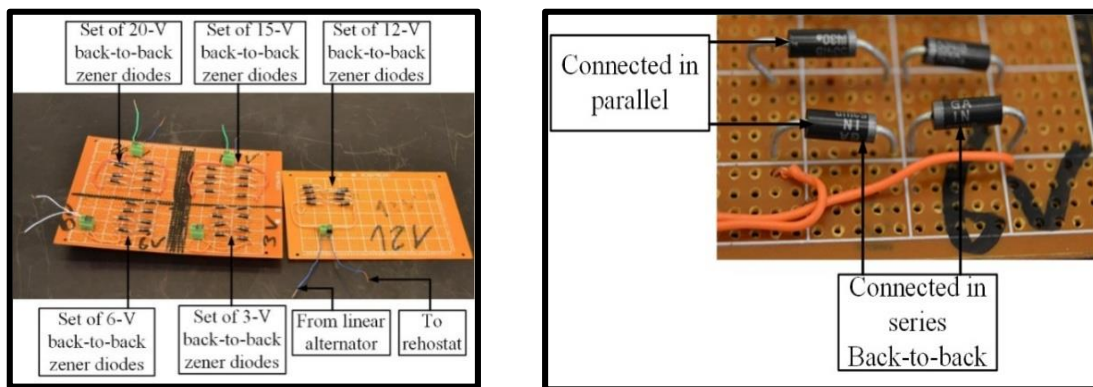 Set of 20-V
back-to-back
zener diodes
Set of 15-V
back-to-back
zener diodes
Set of 12-V
back-to-back
zener diodes
6V
3V
12V
Set of 6-V
back-to-back
zener diodes
Set of 3-V
back-to-back
zener diodes
From linear
alternator
To
rehostat
Connected in
parallel
GA
IN
IN
6V
Connected in
series
Back-to-back